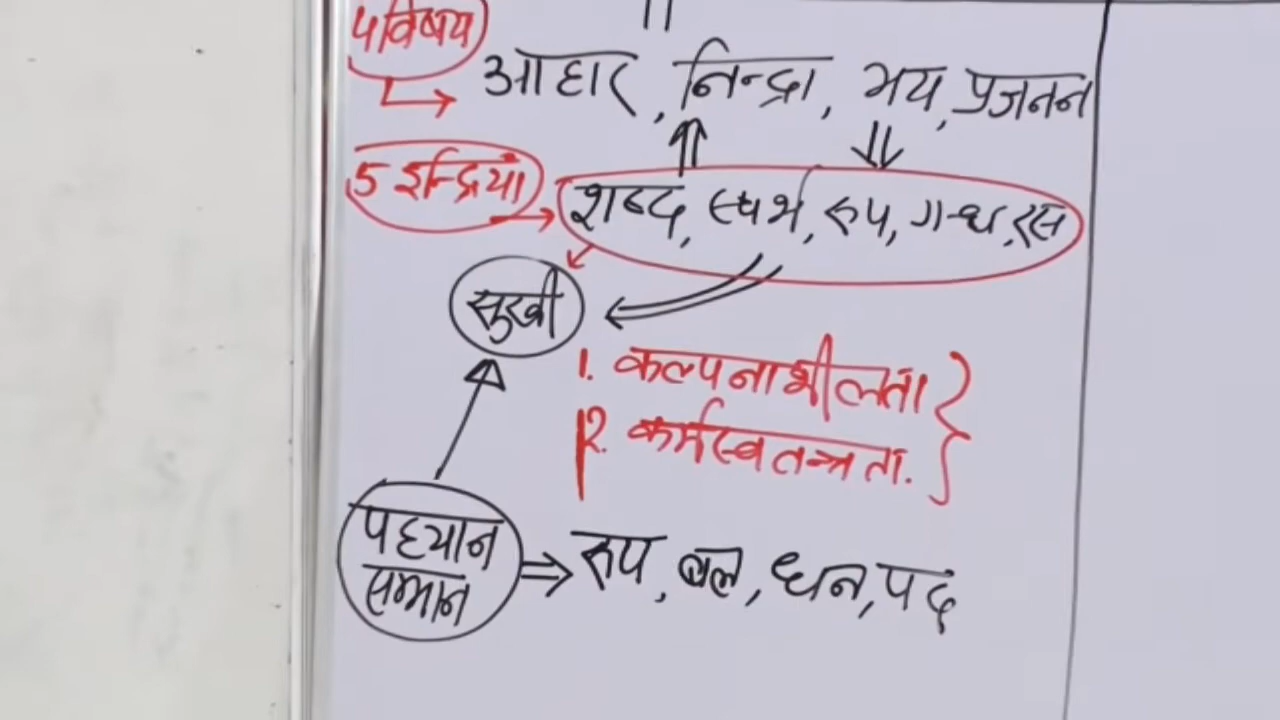 4 विषय
आहार, निन्द्रा, भय, प्रजनन
5 इन्द्रियां
शब्द, स्पर्श, रूप, गन्ध, रस
सुखी
1. कल्पनाशीलता
2. कर्मस्वतन्त्रता.
पहचान
सम्मान
रूप, बल, धन, पद